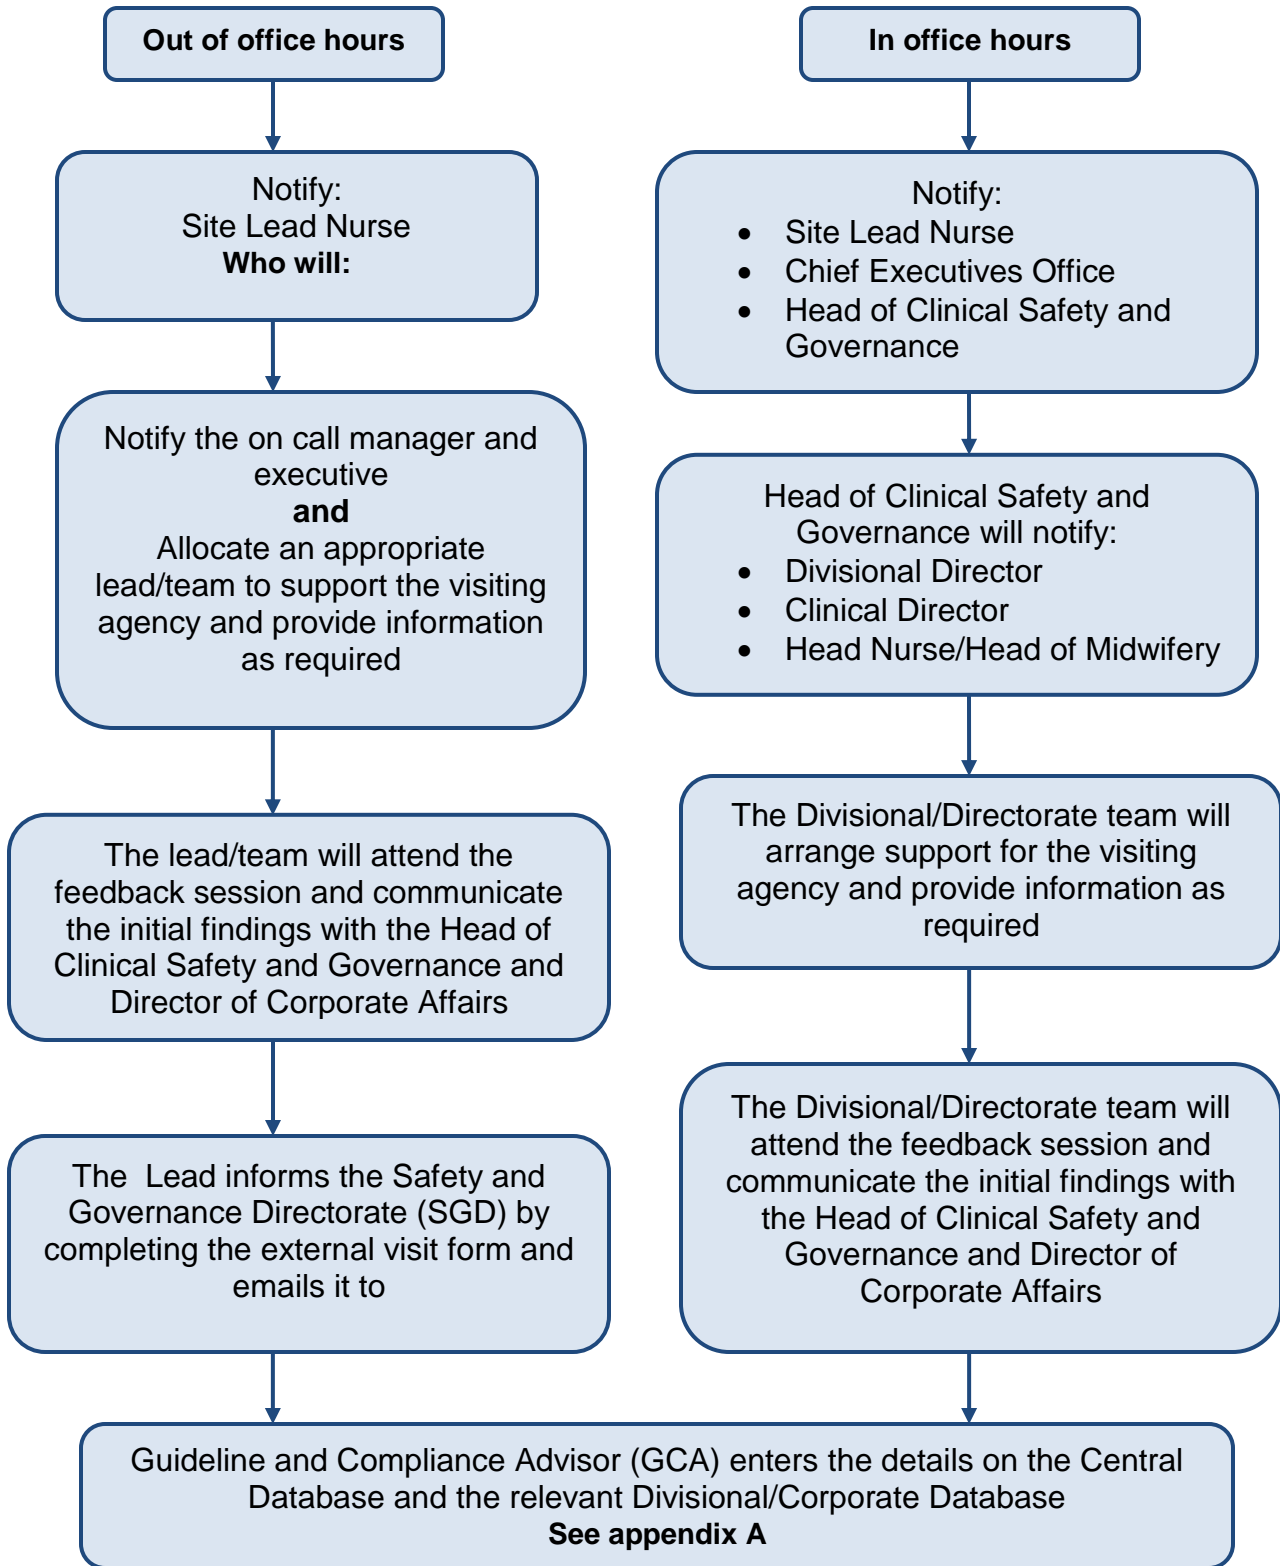 Out of office hours
Notify:
Site Lead Nurse
Who will:
Notify the on call manager and
executive
and
Allocate an appropriate
lead/team to support the visiting
agency and provide information
as required
The lead/team will attend the
feedback session and communicate
the initial findings with the Head of
Clinical Safety and Governance and
Director of Corporate Affairs
The Lead informs the Safety and
Governance Directorate (SGD) by
completing the external visit form and
emails it to
In office hours
Notify:
• Site Lead Nurse
• Chief Executives Office
• Head of Clinical Safety and
Governance
Head of Clinical Safety and
Governance will notify:
• Divisional Director
• Clinical Director
• Head Nurse/Head of Midwifery
The Divisional/Directorate team will
arrange support for the visiting
agency and provide information as
required
The Divisional/Directorate team will
attend the feedback session and
communicate the initial findings with
the Head of Clinical Safety and
Governance and Director of
Corporate Affairs
Guideline and Compliance Advisor (GCA) enters the details on the Central
Database and the relevant Divisional/Corporate Database
See appendix A